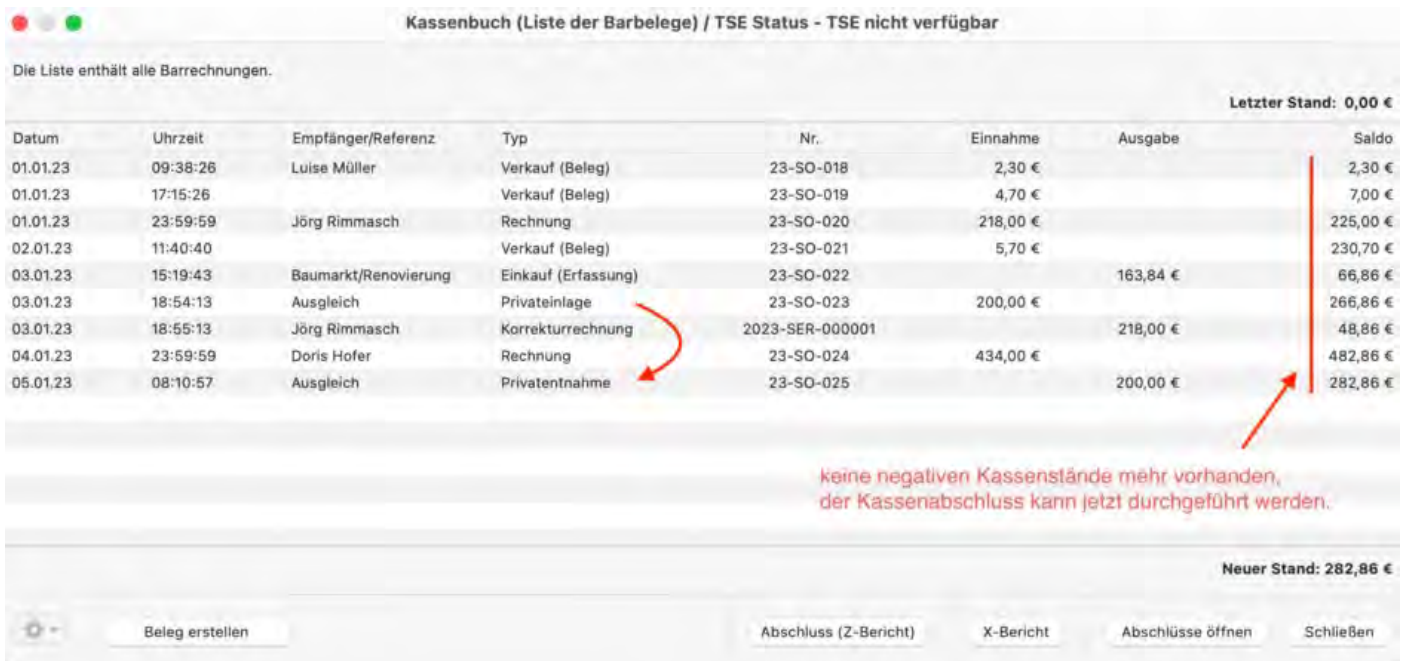 Kassenbuch (Liste der Barbelege) / TSE Status - TSE nicht verfügbar
Die Liste enthält alle Barrechnungen.
Letzter Stand: 0,00 €
Datum Uhrzeit Empfänger/Referenz Typ Nr. Einnahme Ausgabe Saldo
01.01.23 09:38:26 Luise Müller Verkauf (Beleg) 23-SO-018 2,30 € 2,30 €
01.01.23 17:15:26 Verkauf (Beleg) 23-SO-019 4,70 € 7,00 €
01.01.23 23:59:59 Jörg Rimmasch Rechnung 23-SO-020 218,00 € 225,00 €
02.01.23 11:40:40 Verkauf (Beleg) 23-SO-021 5,70 € 230,70 €
03.01.23 15:19:43 Baumarkt/Renovierung Einkauf (Erfassung) 23-SO-022 163,84 € 66,86 €
03.01.23 18:54:13 Ausgleich Privateinlage 23-SO-023 200,00 € 266,86 €
03.01.23 18:55:13 Jörg Rimmasch Korrekturrechnung 2023-SER-000001 218,00 € 48,86 €
04.01.23 23:59:59 Doris Hofer Rechnung 23-SO-024 434,00 € 482,86 €
05.01.23 08:10:57 Ausgleich Privatentnahme 23-SO-025 200,00 € 282,86 €
keine negativen Kassenstände mehr vorhanden,
der Kassenabschluss kann jetzt durchgeführt werden.
Neuer Stand: 282,86 €
Beleg erstellen Abschluss (Z-Bericht) X-Bericht Abschlüsse öffnen Schließen